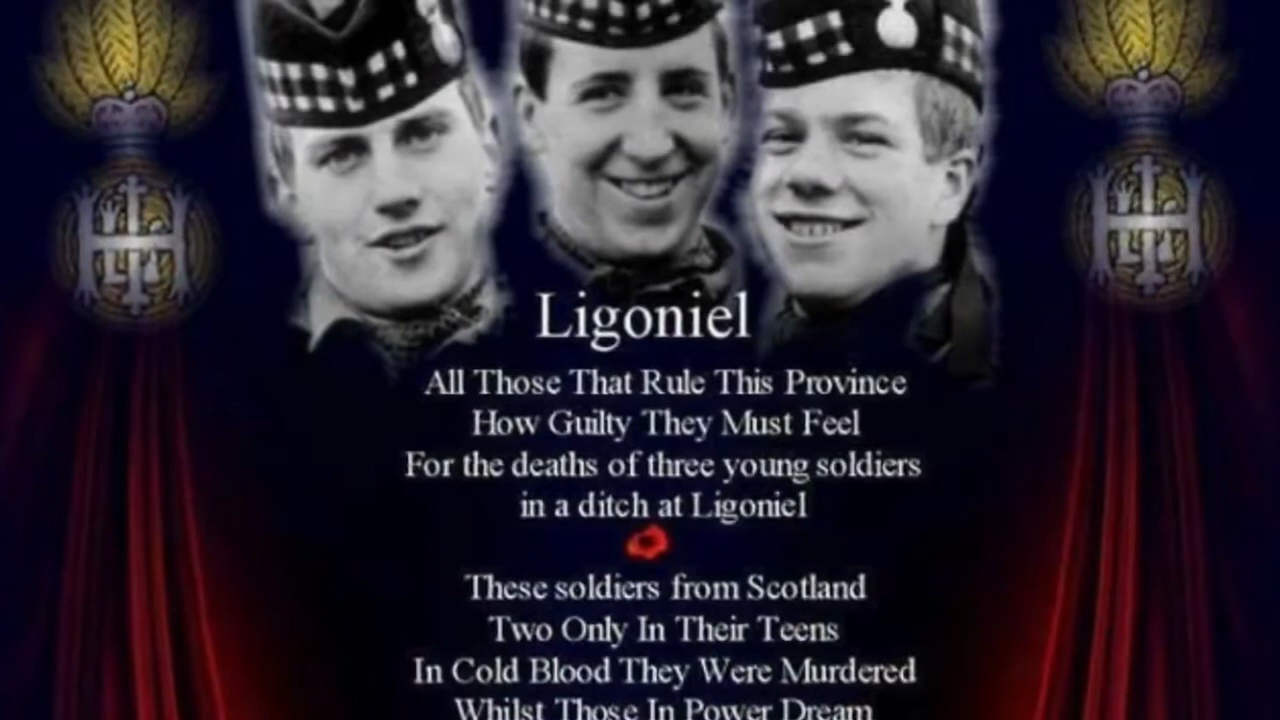 Ligoniel
All Those That Rule This Province
How Guilty They Must Feel
For the deaths of three young soldiers
in a ditch at Ligoniel
These soldiers from Scotland
Two Only In Their Teens
In Cold Blood They Were Murdered
Whilst Those In Power Dream